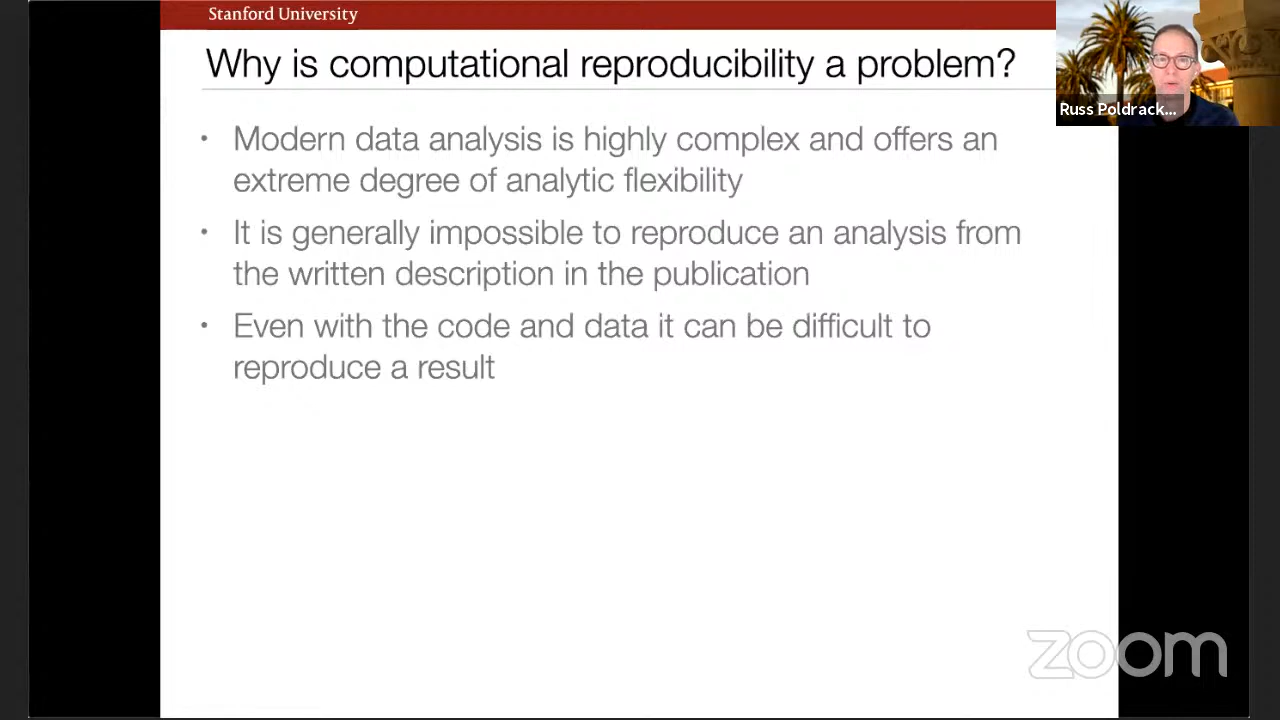 Stanford University
Why is computational reproducibility a problem?
Russ Poldrack...
• Modern data analysis is highly complex and offers an
extreme degree of analytic flexibility
• It is generally impossible to reproduce an analysis from
the written description in the publication
• Even with the code and data it can be difficult to
reproduce a result
zoom